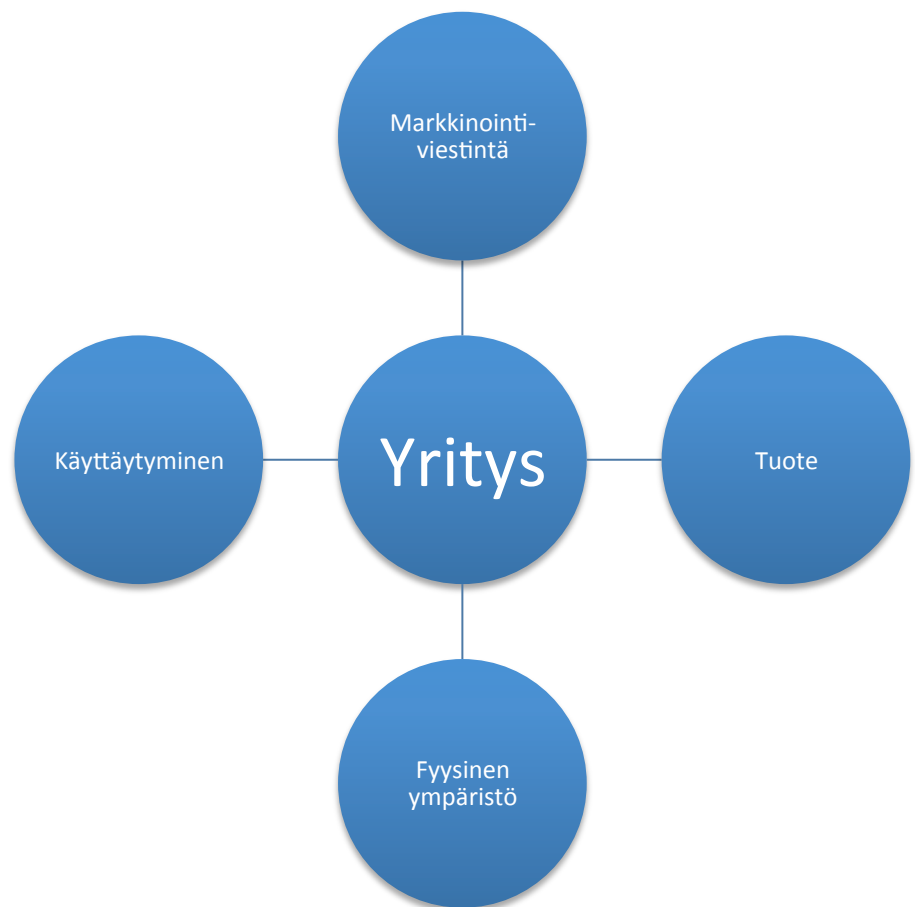 Markkinointi-
viestintä
Käyttäytyminen
Yritys
Tuote
Fyysinen
ympäristö